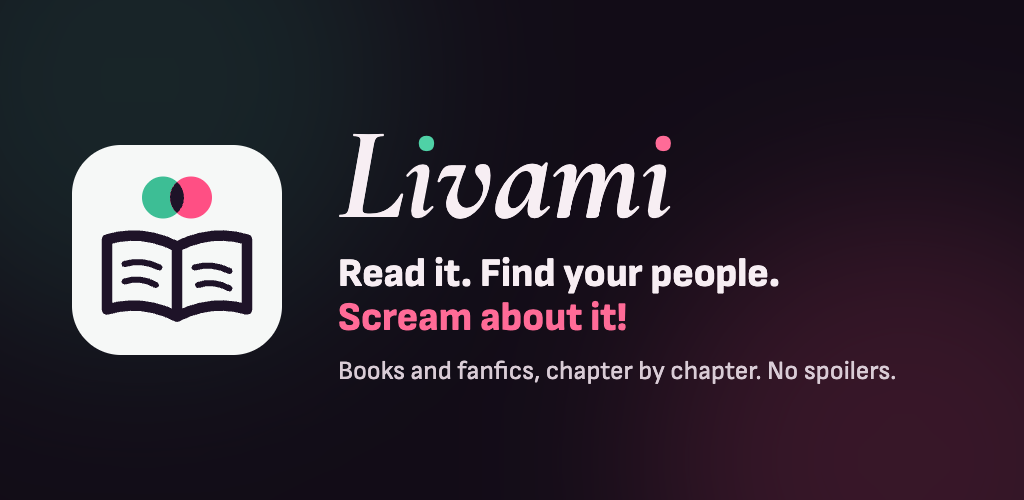 Livami
Read it. Find your people.
Scream about it!
Books and fanfics, chapter by chapter. No spoilers.